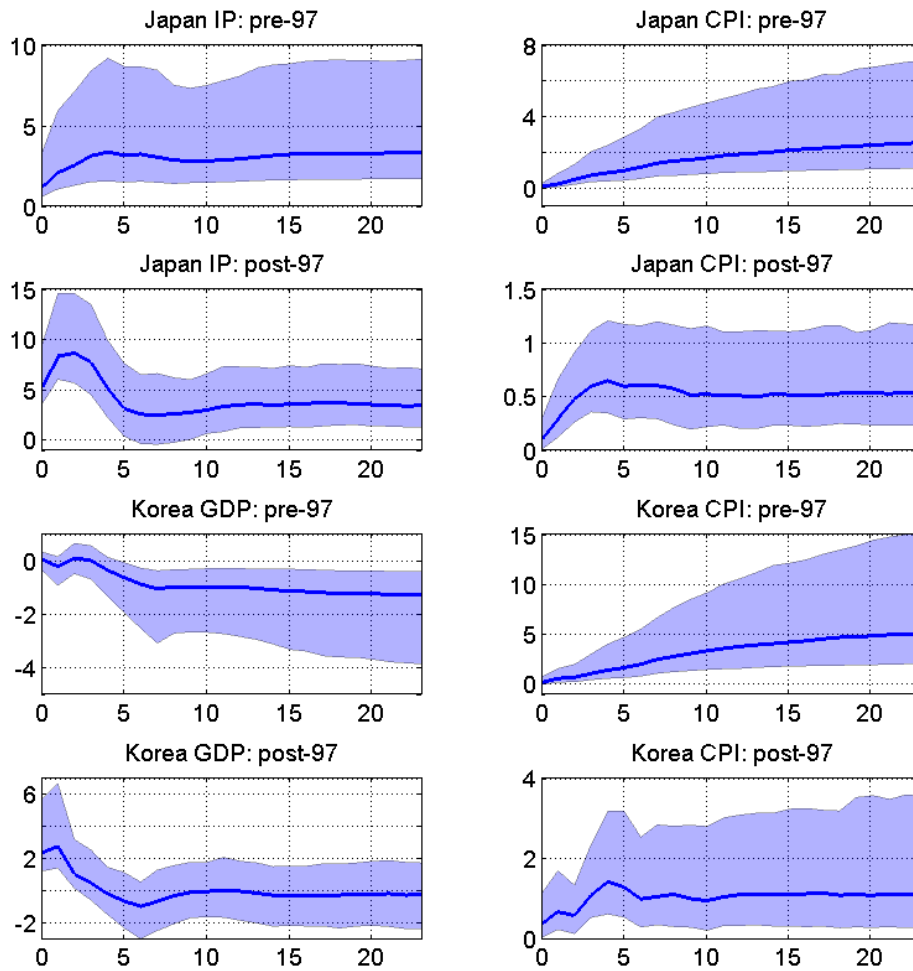 Japan IP: pre-97
10
5
0
0 5 10 15 20
Japan CPI: pre-97
8
4
0
0 5 10 15 20
Japan IP: post-97
15
10
5
0
0 5 10 15 20
Japan CPI: post-97
1.5
1
0.5
0
0 5 10 15 20
Korea GDP: pre-97
0
-2
-4
0 5 10 15 20
Korea CPI: pre-97
15
10
5
0
0 5 10 15 20
Korea GDP: post-97
6
2
-2
0 5 10 15 20
Korea CPI: post-97
4
2
0
0 5 10 15 20